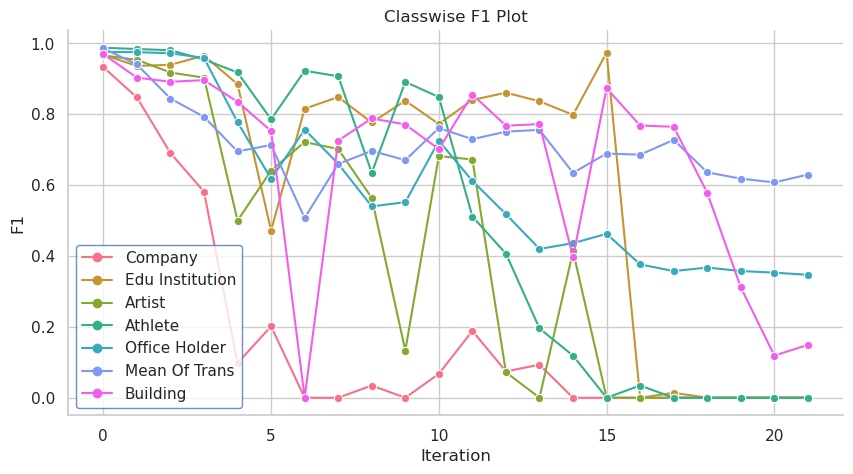 Classwise F1 Plot
F1
1.0
0.8
0.6
0.4
0.2
0.0
Company
Edu Institution
Artist
Athlete
Office Holder
Mean Of Trans
Building
0 5 10 15 20
Iteration